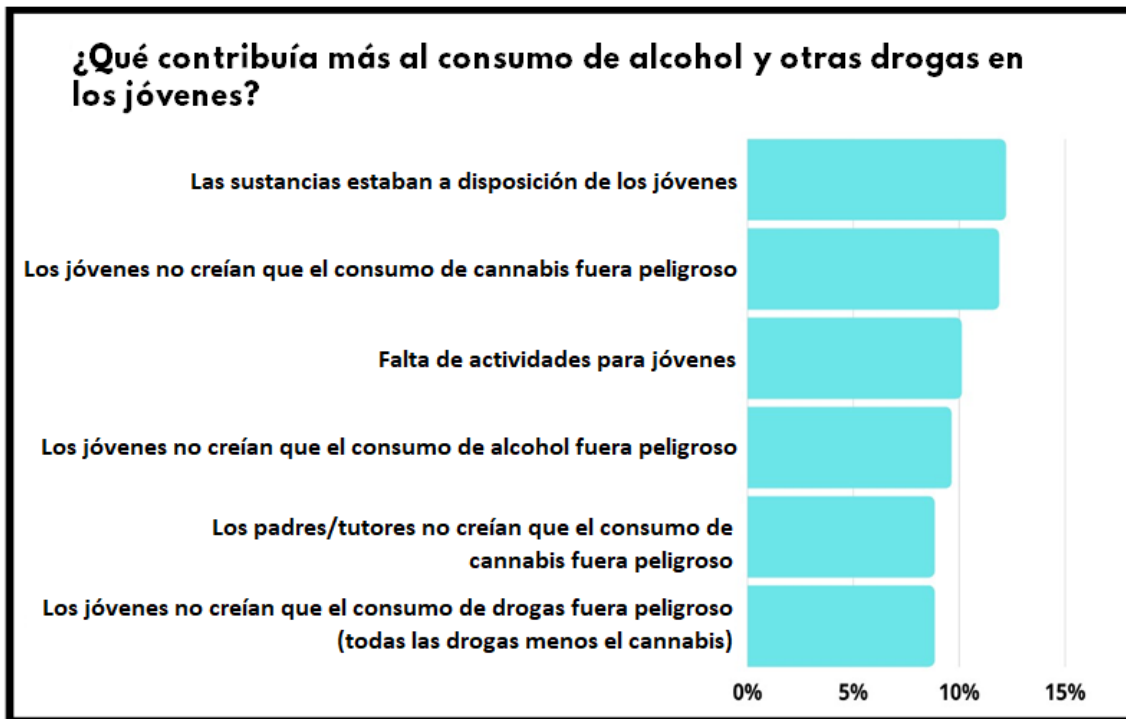 ¿Qué contribuía más al consumo de alcohol y otras drogas en
los jóvenes?
Las sustancias estaban a disposición de los jóvenes
Los jóvenes no creían que el consumo de cannabis fuera peligroso
Falta de actividades para jóvenes
Los jóvenes no creían que el consumo de alcohol fuera peligroso
Los padres/tutores no creían que el consumo de
cannabis fuera peligroso
Los jóvenes no creían que el consumo de drogas fuera peligroso
(todas las drogas menos el cannabis)
0% 5% 10% 15%